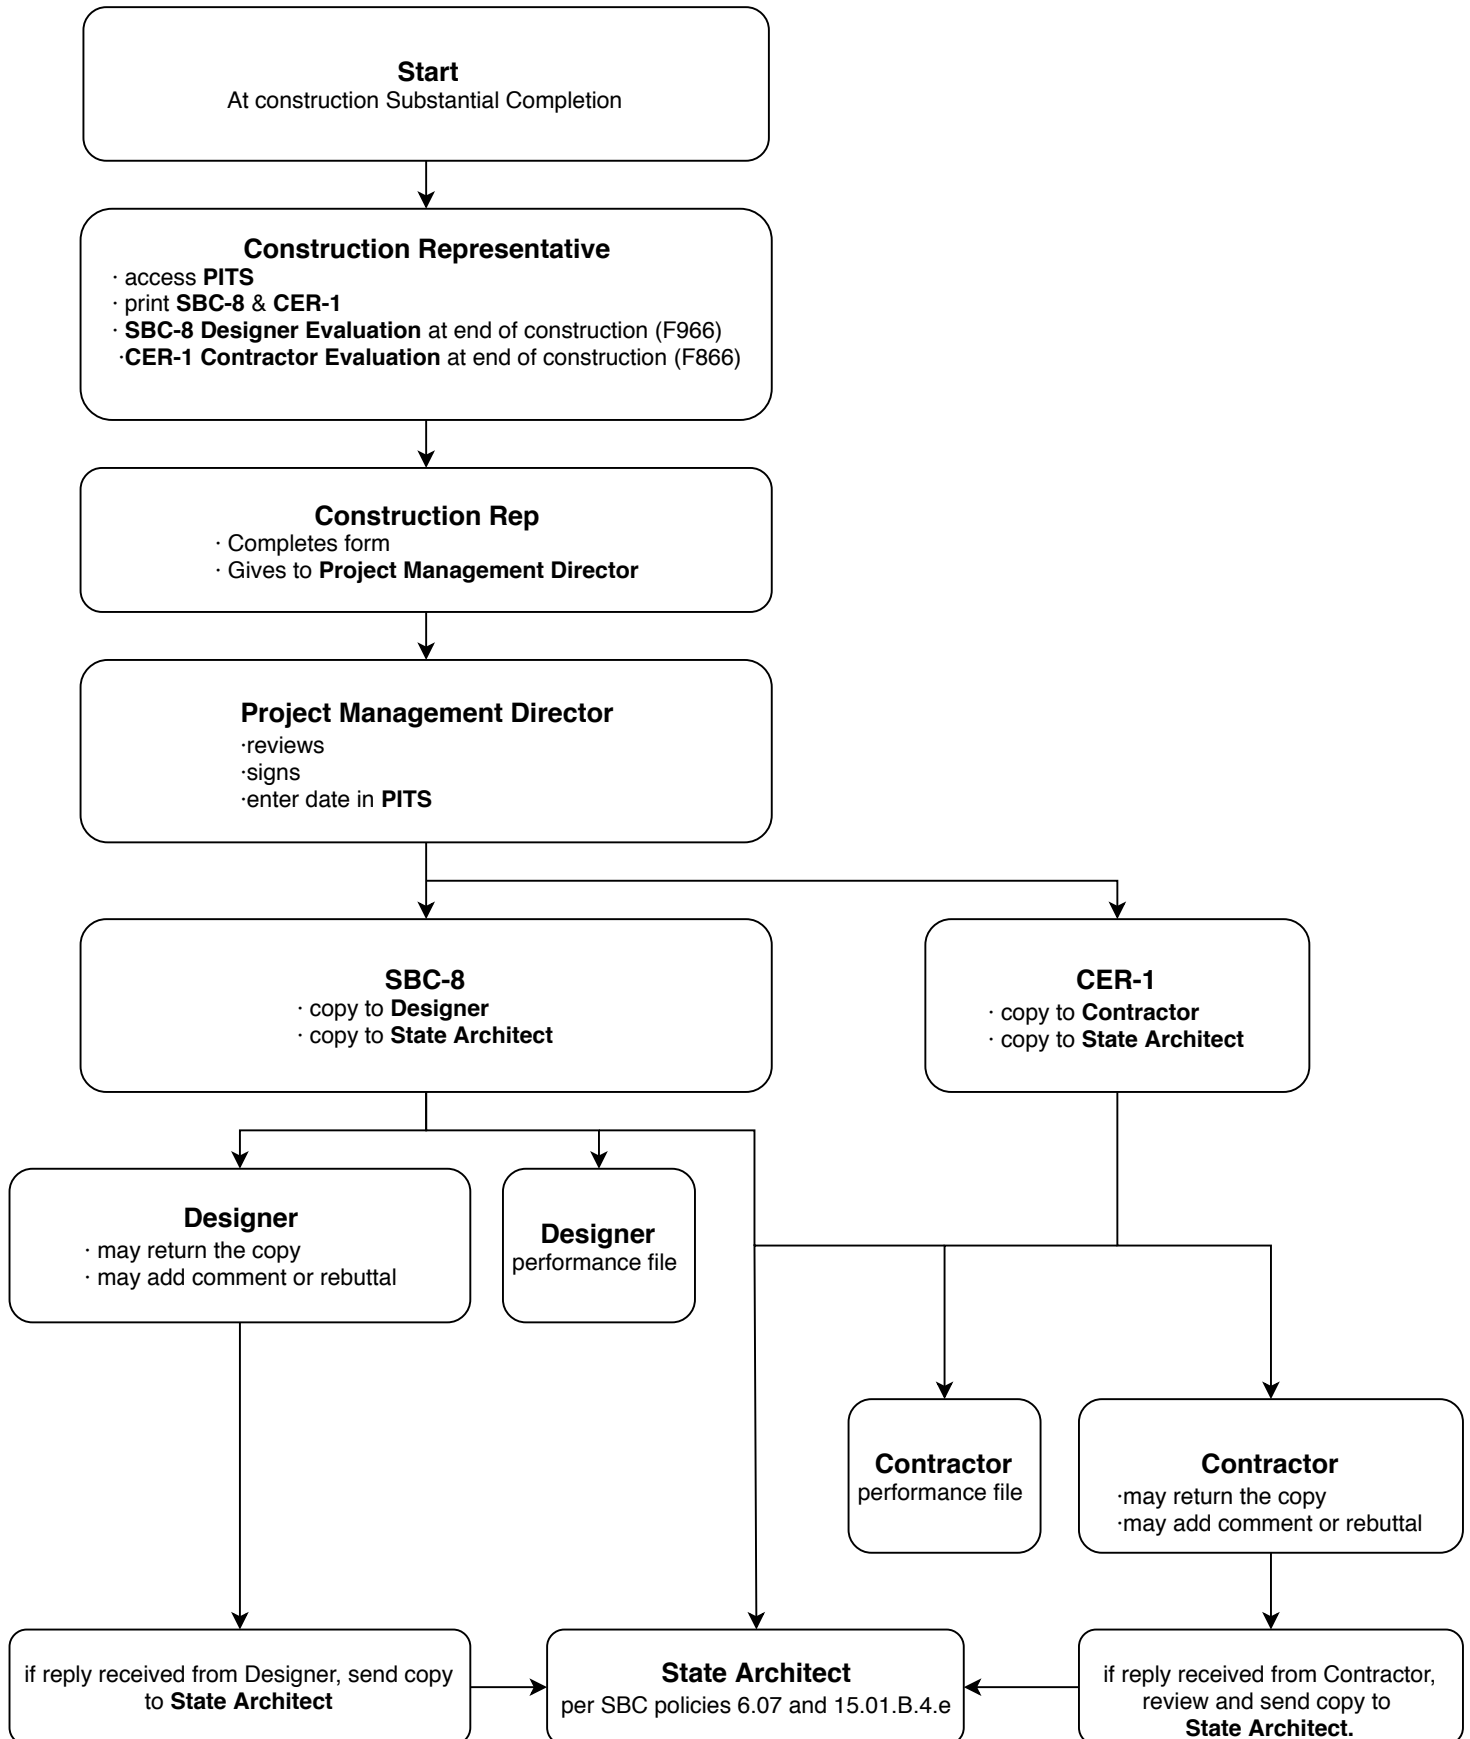 Start
At construction Substantial Completion
Construction Representative
· access PITS
· print SBC-8 & CER-1
· SBC-8 Designer Evaluation at end of construction (F966)
·CER-1 Contractor Evaluation at end of construction (F866)
Construction Rep
· Completes form
· Gives to Project Management Director
Project Management Director
·reviews
·signs
·enter date in PITS
SBC-8
· copy to Designer
· copy to State Architect
CER-1
· copy to Contractor
· copy to State Architect
Designer
· may return the copy
· may add comment or rebuttal
Designer
performance file
Contractor
performance file
Contractor
·may return the copy
·may add comment or rebuttal
if reply received from Designer, send copy
to State Architect
State Architect
per SBC policies 6.07 and 15.01.B.4.e
if reply received from Contractor,
review and send copy to
State Architect.